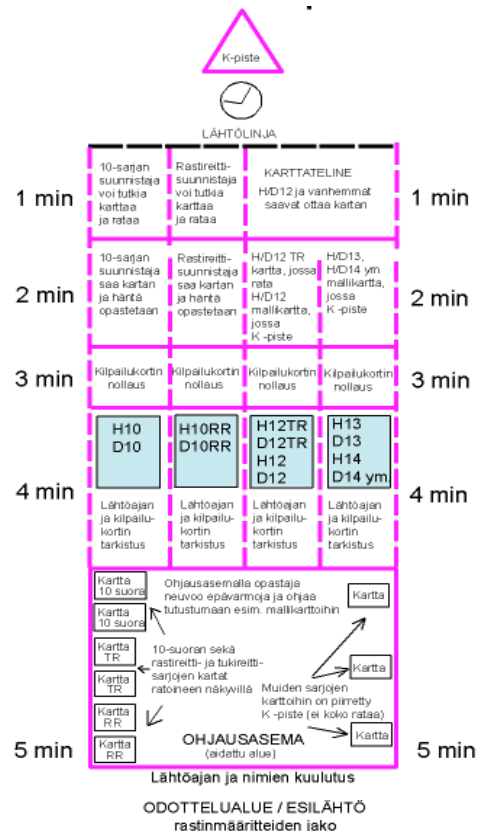 K-piste
LÄHTÖLINJA
1 min
10-sarjan
suunnistaja
voi tutkia
karttaa
ja rataa
Rastireitti-
suunnistaja
voi tutkia
karttaa
ja rataa
KARTTATELINE
H/D12 ja vanhemmat
saavat ottaa kartan
1 min
2 min
10-sarjan
suunnistaja
saa kartan
ja häntä
opastetaan
Rastireitti-
suunnistaja
saa kartan
ja häntä
opastetaan
H/D12 TR
kartta, jossa
rata
H/D12
mallikartta,
jossa
K -piste
H/D13,
H/D14 ym
mallikartta,
jossa
K -piste
2 min
3 min
Kilpailukortin
nollaus
Kilpailukortin
nollaus
Kilpailukortin
nollaus
Kilpailukortin
nollaus
3 min
4 min
H10
D10
H10RR
D10RR
H12TR
D12TR
H12
D12
H13
D13
H14
D14 ym.
4 min
Lähtöajan
ja kilpailu-
kortin
tarkistus
Lähtöajan
ja kilpailu-
kortin
tarkistus
Lähtöajan
ja kilpailu-
kortin
tarkistus
Lähtöajan
ja kilpailu-
kortin
tarkistus
Kartta
10 suora
Kartta
10 suora
Kartta
TR
Kartta
TR
Kartta
RR
Kartta
RR
Ohjausasemalla opastaja
neuvoo epävarmoja ja ohjaa
tutustumaan esim. mallikarttoihin
10-suoran sekä
rastireitti- ja tukireitti-
sarjojen kartat
ratoineen näkyvillä
Kartta
Kartta
Muiden sarjojen
karttoihin on piirretty
K -piste (ei koko rataa)
Kartta
5 min
OHJAUSASEMA
(aidattu alue)
5 min
Lähtöajan ja nimien kuulutus
ODOTTELUALUE / ESILÄHTÖ
rastinmääritteiden jako